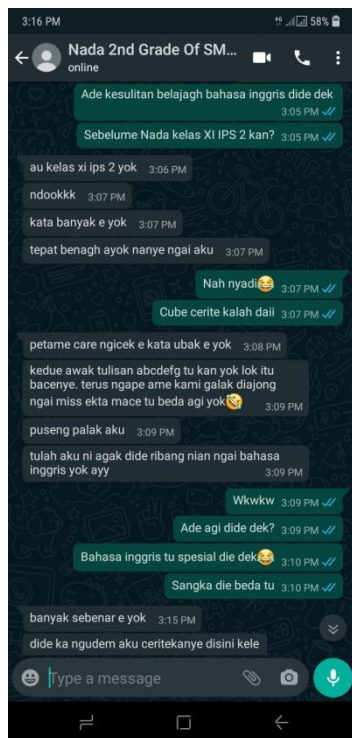 3:16 PM 4G 58%
Nada 2nd Grade Of SM...
online
Ade kesulitan belajagh bahasa inggris dide dek
3:05 PM
Sebelume Nada kelas XI IPS 2 kan? 3:05 PM
au kelas xi ips 2 yok 3:06 PM
ndookkk 3:07 PM
kata banyak e yok 3:07 PM
tepat benagh ayok nanye ngai aku 3:07 PM
Nah nyadi😂 3:07 PM
Cube cerite kalah daii 3:07 PM
petame care ngicek e kata ubak e yok 3:08 PM
kedue awak tulisan abcdefg tu kan yok lok itu
bacenye. terus ngape ame kami galak diajong
ngai miss ekta mace tu beda agi yok🤣 3:09 PM
puseng palak aku 3:09 PM
tulah aku ni agak dide ribang nian ngai bahasa
inggris yok ayy 3:09 PM
Wkwkw 3:09 PM
Ade agi dide dek? 3:09 PM
Bahasa inggris tu spesial die dek😂 3:10 PM
Sangka die beda tu 3:10 PM
banyak sebenar e yok 3:15 PM
dide ka ngudem aku ceritekanye disini kele
Type a message